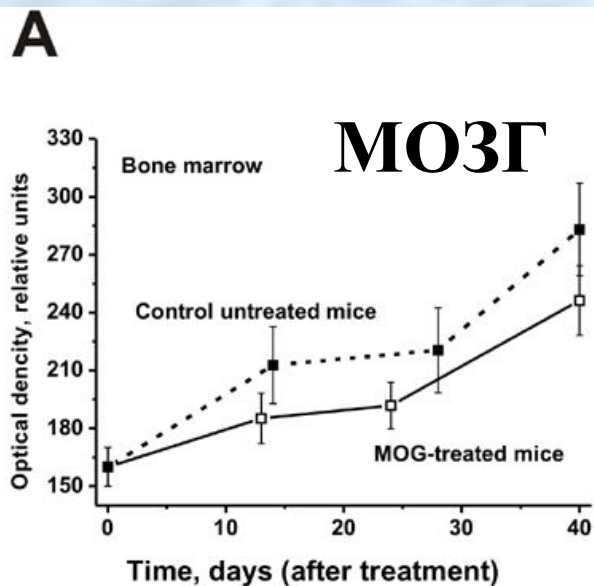 A
МОЗГ
330
Bone marrow
300
270
Control untreated mice
240
210
180
MOG-treated mice
150
0 10 20 30 40
Optical dencity, relative units
Time, days (after treatment)